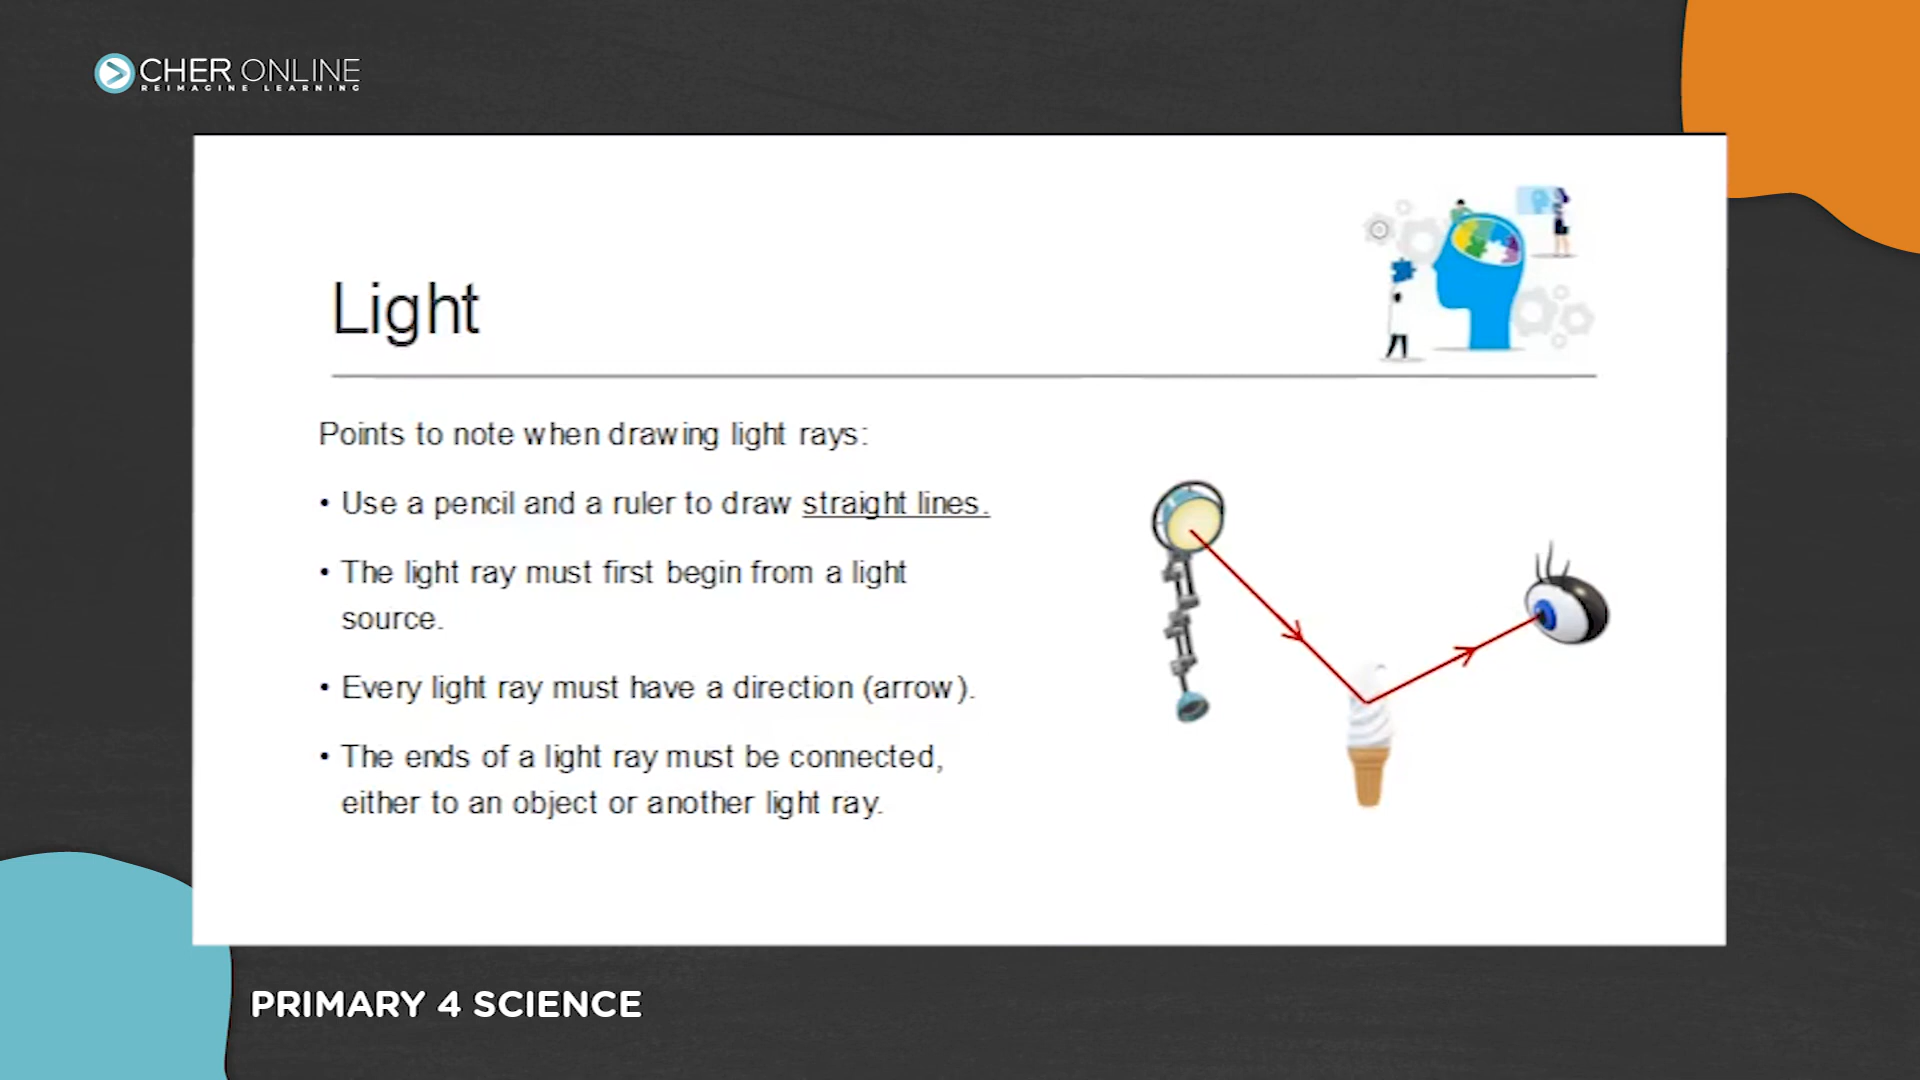 CHER ONLINE
REIMAGINE LEARNING
Light
Points to note when drawing light rays:
• Use a pencil and a ruler to draw straight lines.
• The light ray must first begin from a light
source.
• Every light ray must have a direction (arrow).
• The ends of a light ray must be connected,
either to an object or another light ray.
PRIMARY 4 SCIENCE